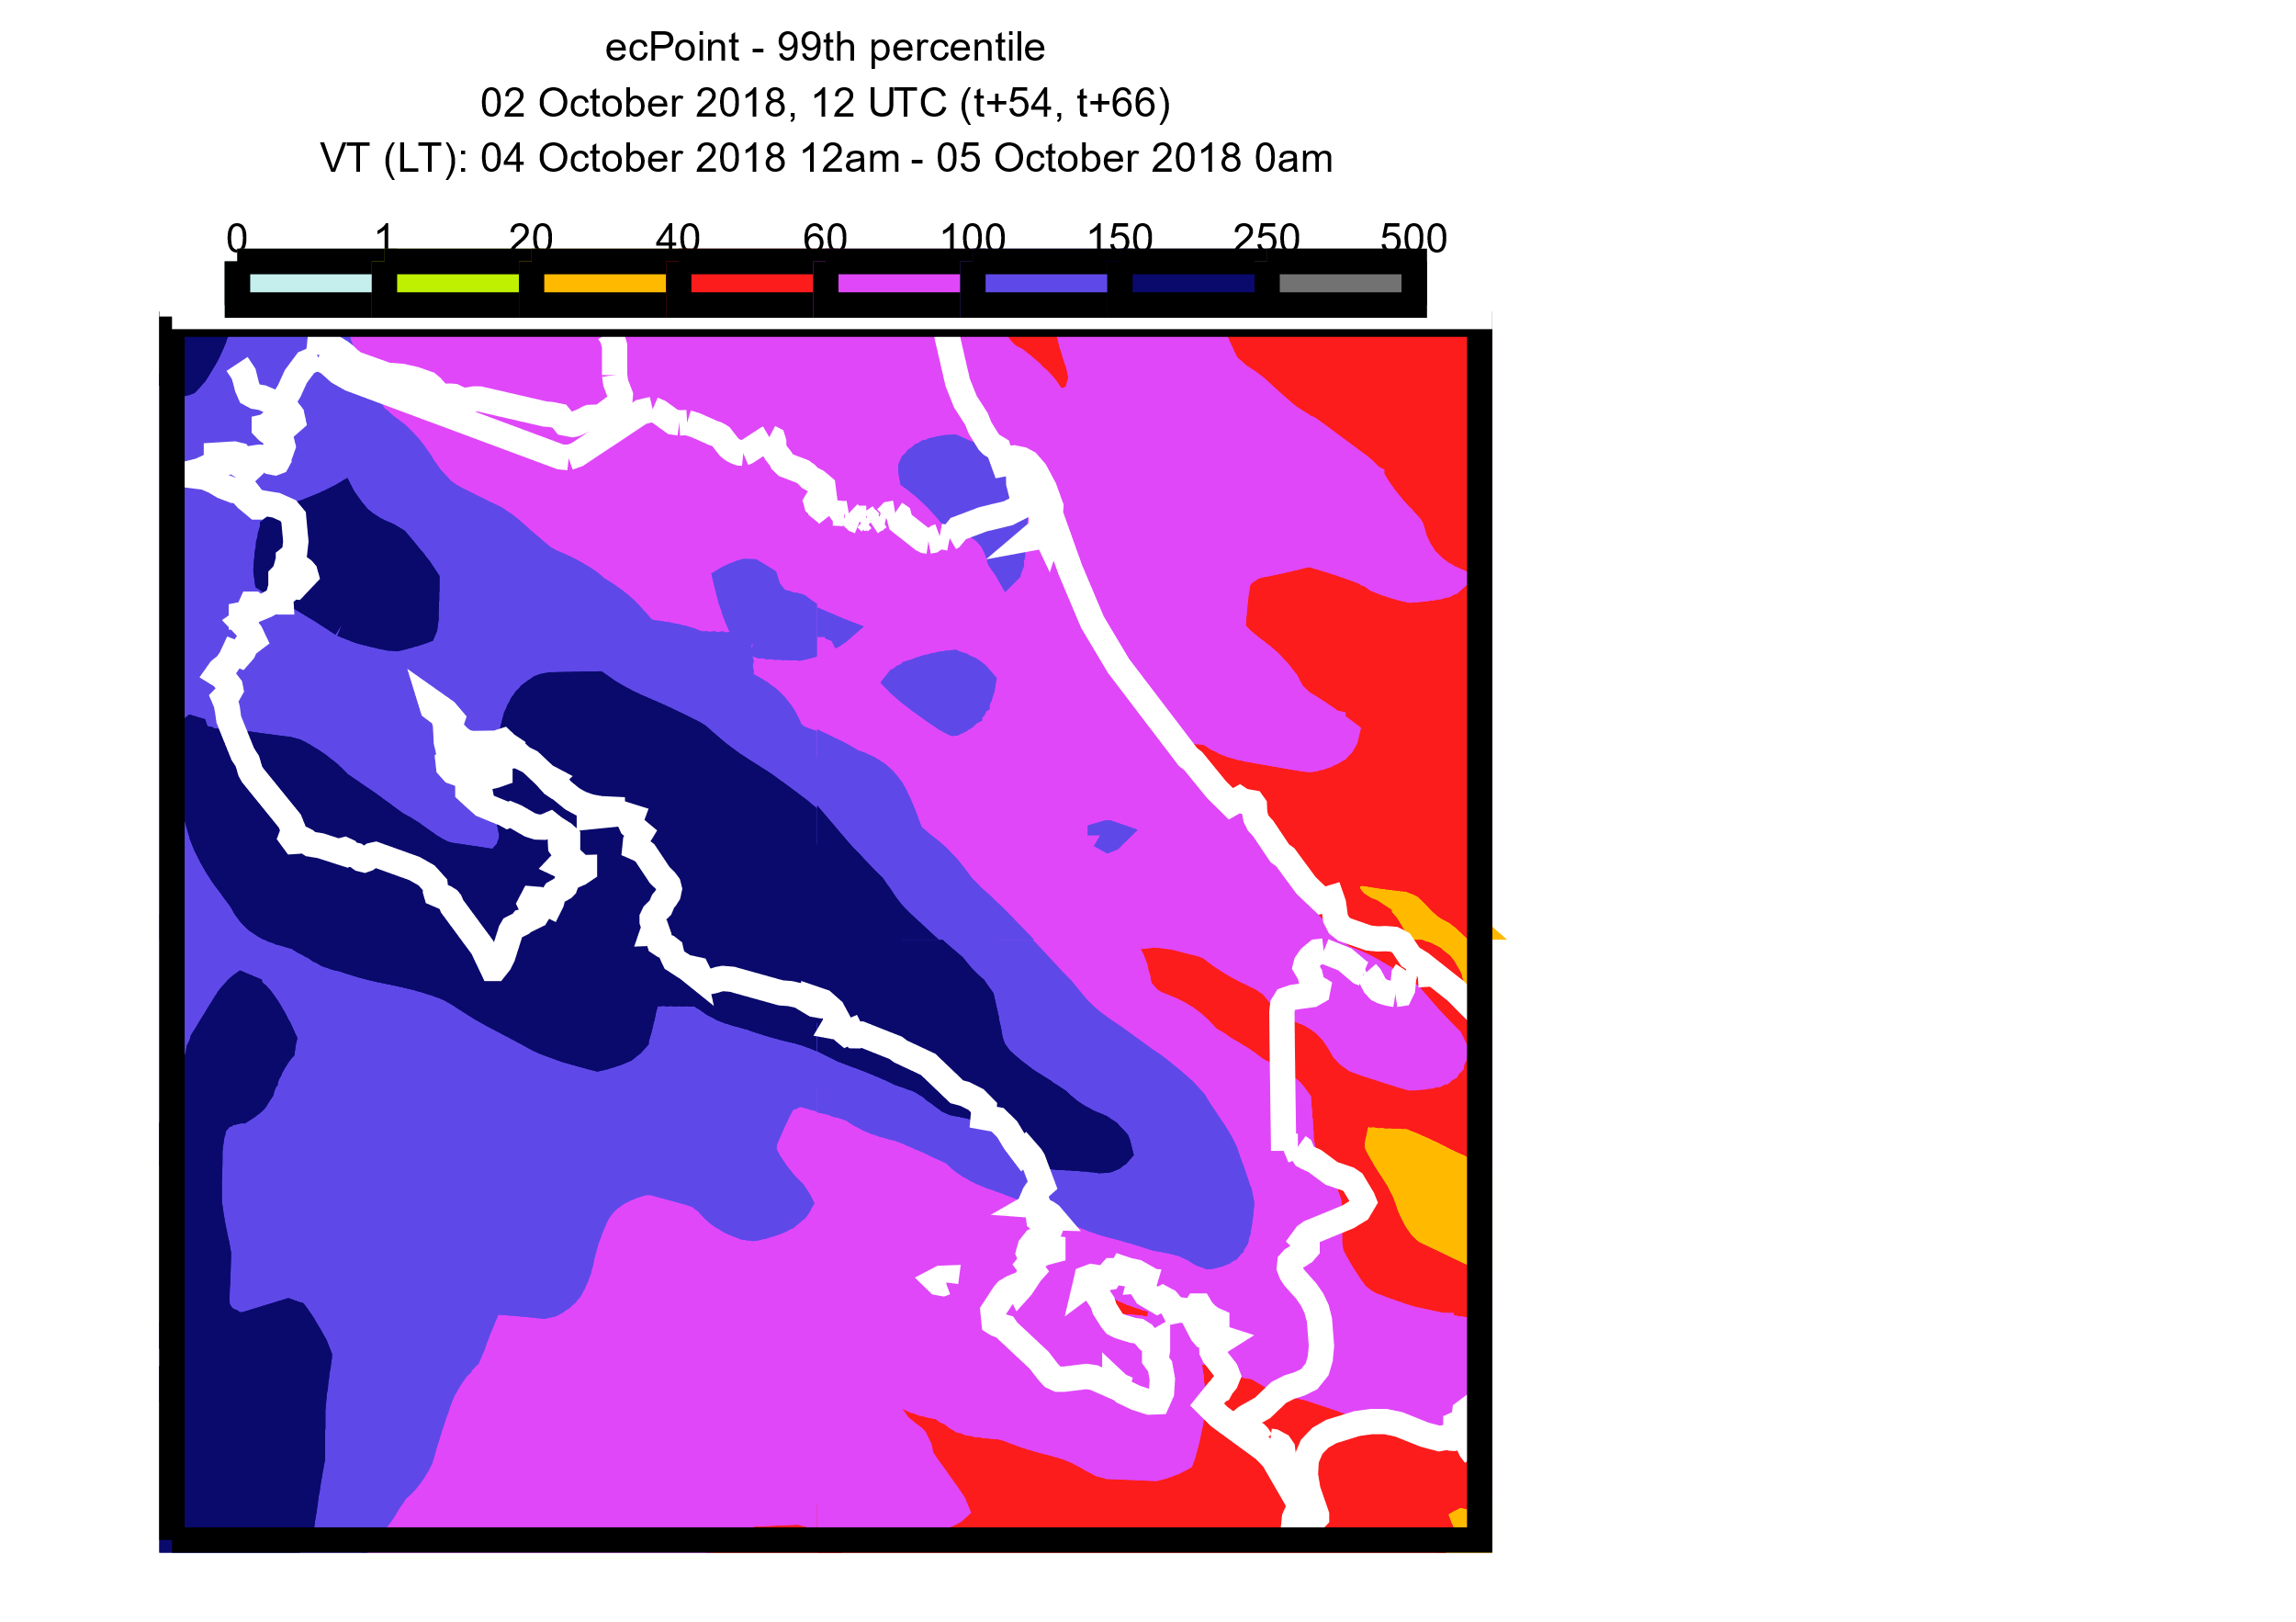 ecPoint - 99th percentile
02 October 2018, 12 UTC (t+54, t+66)
VT (LT): 04 October 2018 12am - 05 October 2018 0am
0 1 20 40 60 100 150 250 500